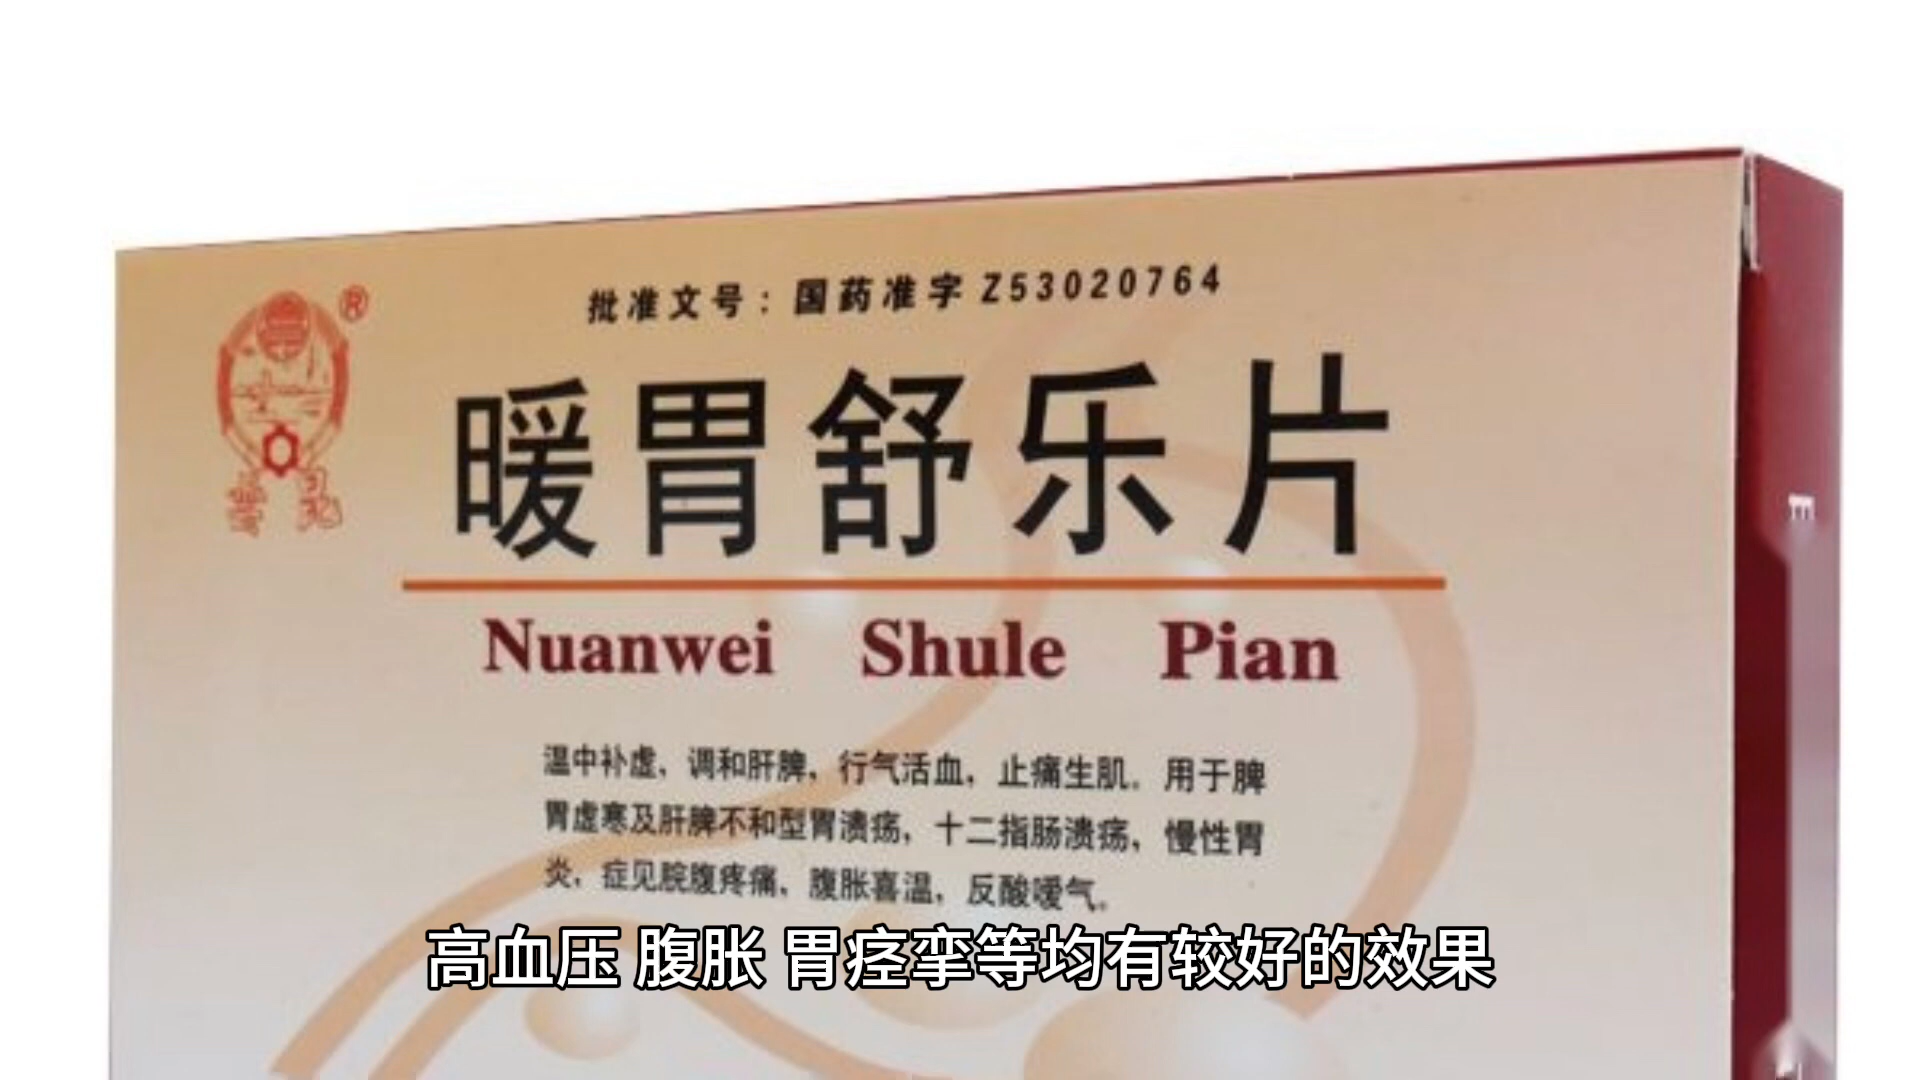 ®
批准文号：国药准字Z53020764
暖胃舒乐片
Nuanwei Shule Pian
温中补虚，调和肝脾，行气活血，止痛生肌。用于脾
胃虚寒及肝脾不和型胃溃疡，十二指肠溃疡，慢性胃
炎，症见脘腹疼痛，腹胀喜温，反酸嗳气。
高血压 腹胀 胃痉挛等均有较好的效果